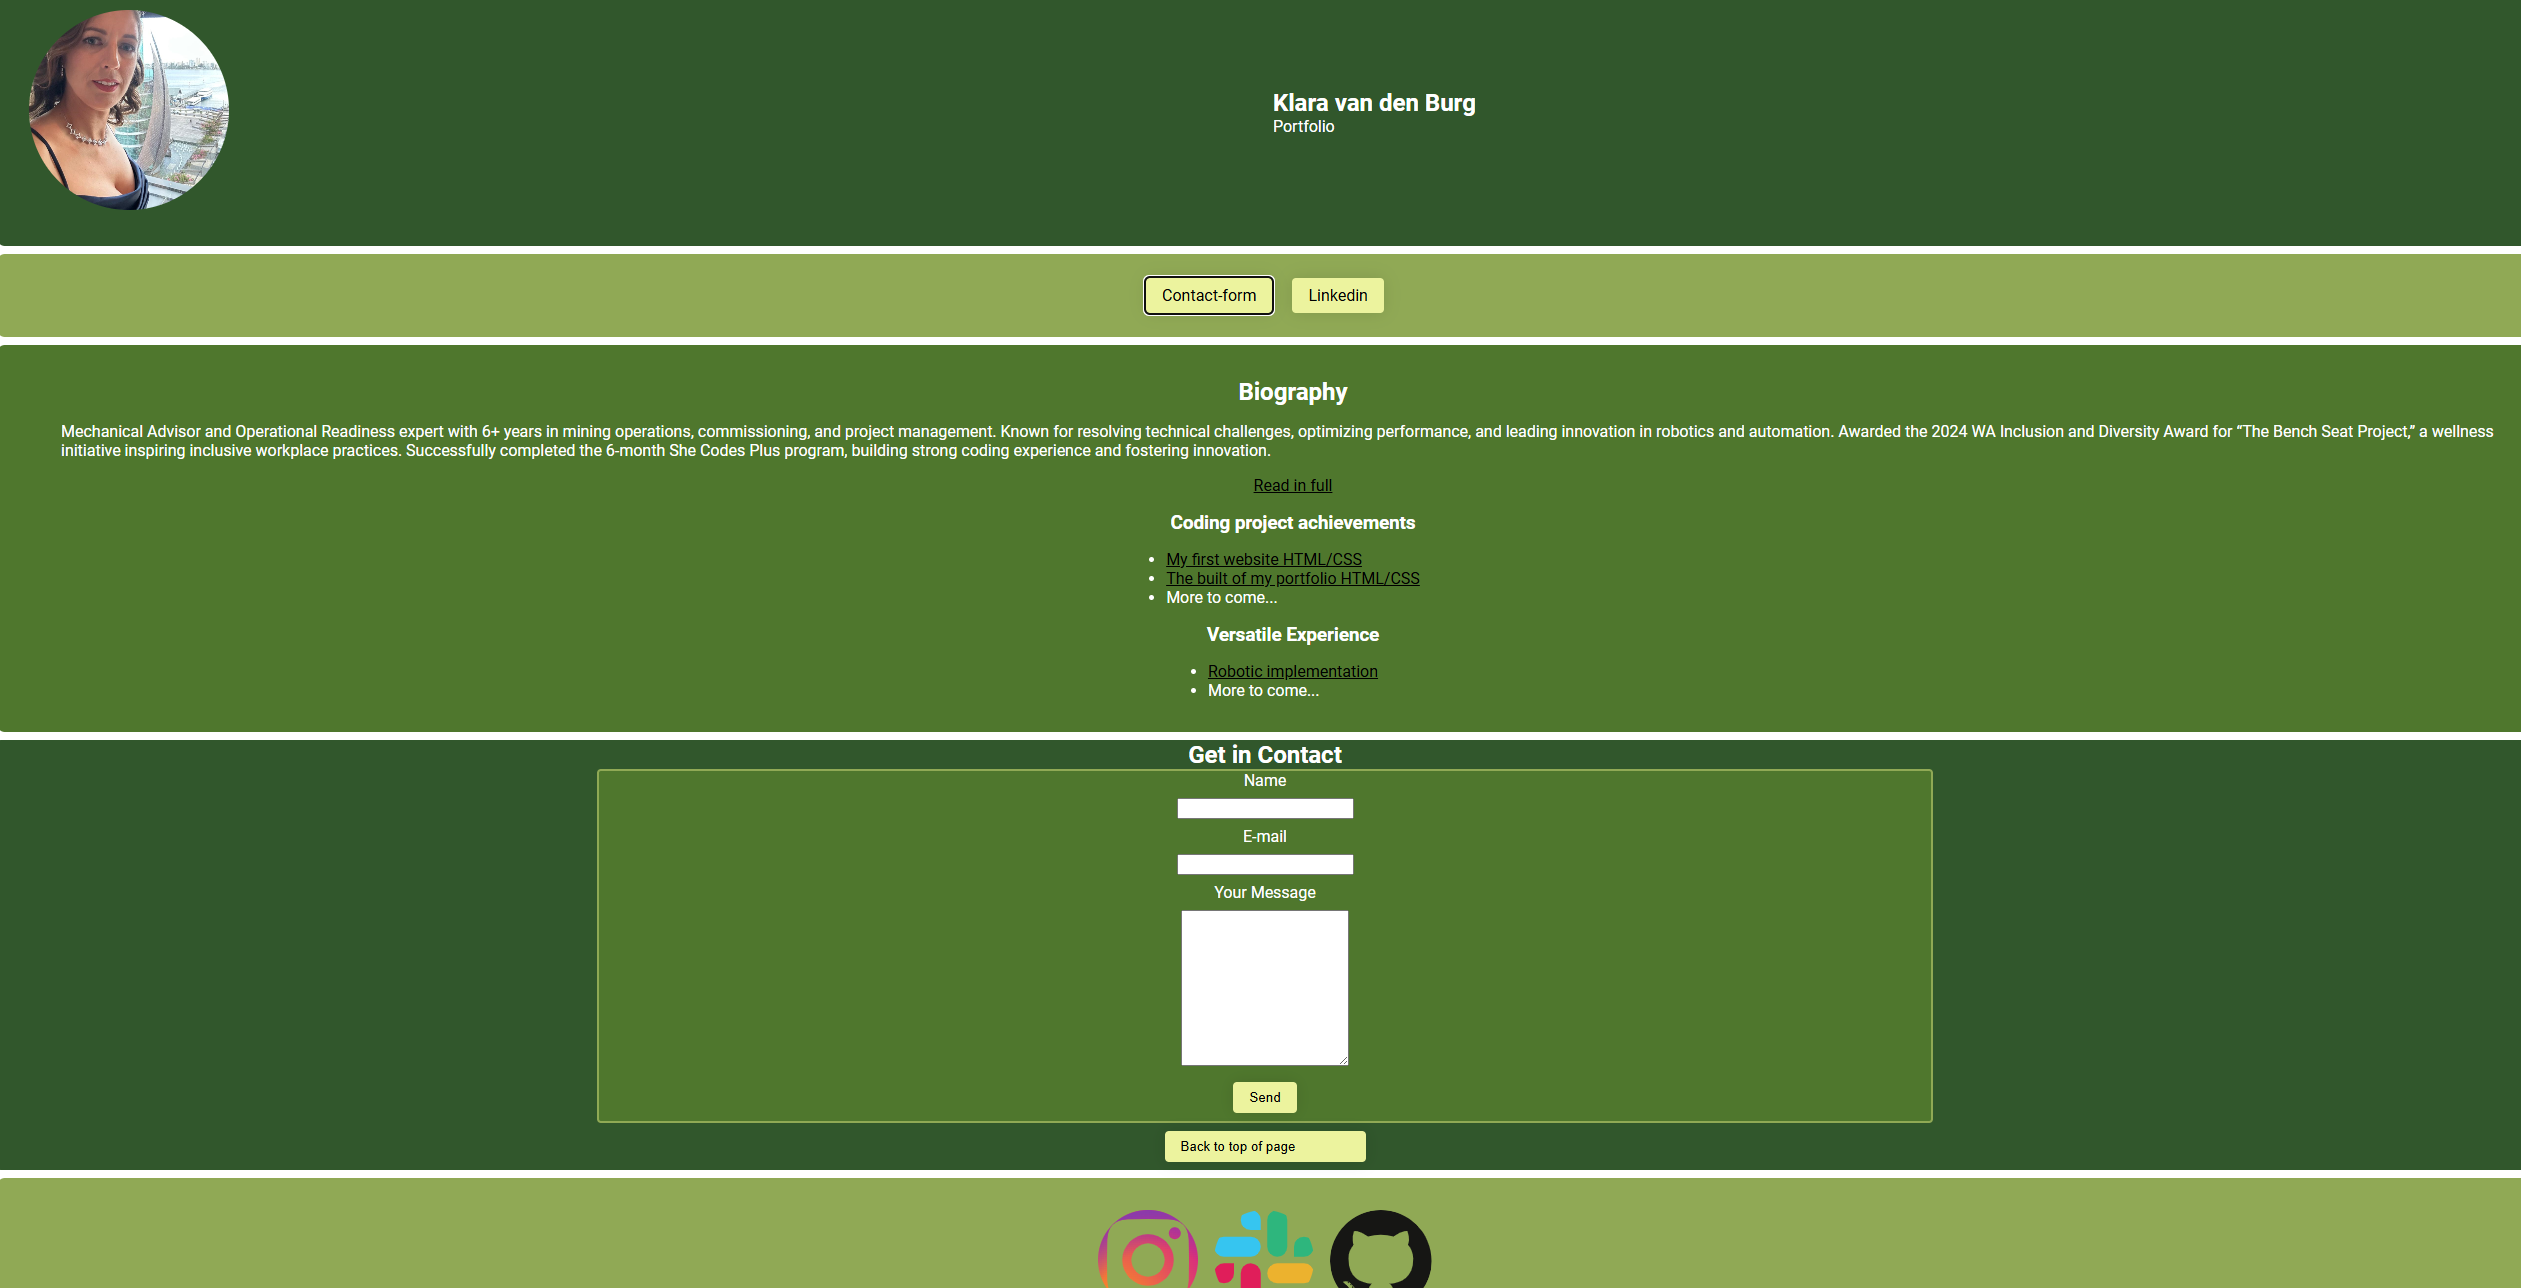 Klara van den Burg
Portfolio
Contact-form
Linkedin
Biography
Mechanical Advisor and Operational Readiness expert with 6+ years in mining operations, commissioning, and project management. Known for resolving technical challenges, optimizing performance, and leading innovation in robotics and automation. Awarded the 2024 WA Inclusion and Diversity Award for “The Bench Seat Project,” a wellness
initiative inspiring inclusive workplace practices. Successfully completed the 6-month She Codes Plus program, building strong coding experience and fostering innovation.
Read in full
Coding project achievements
• My first website HTML/CSS
• The built of my portfolio HTML/CSS
• More to come...
Versatile Experience
• Robotic implementation
• More to come...
Get in Contact
Name
E-mail
Your Message
Send
Back to top of page